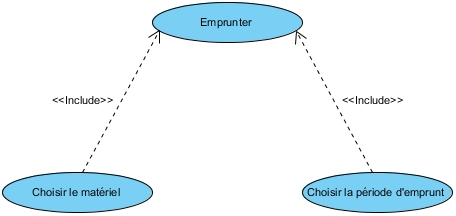 Emprunter
<<Include>>
<<Include>>
Choisir le matériel
Choisir la période d'emprunt